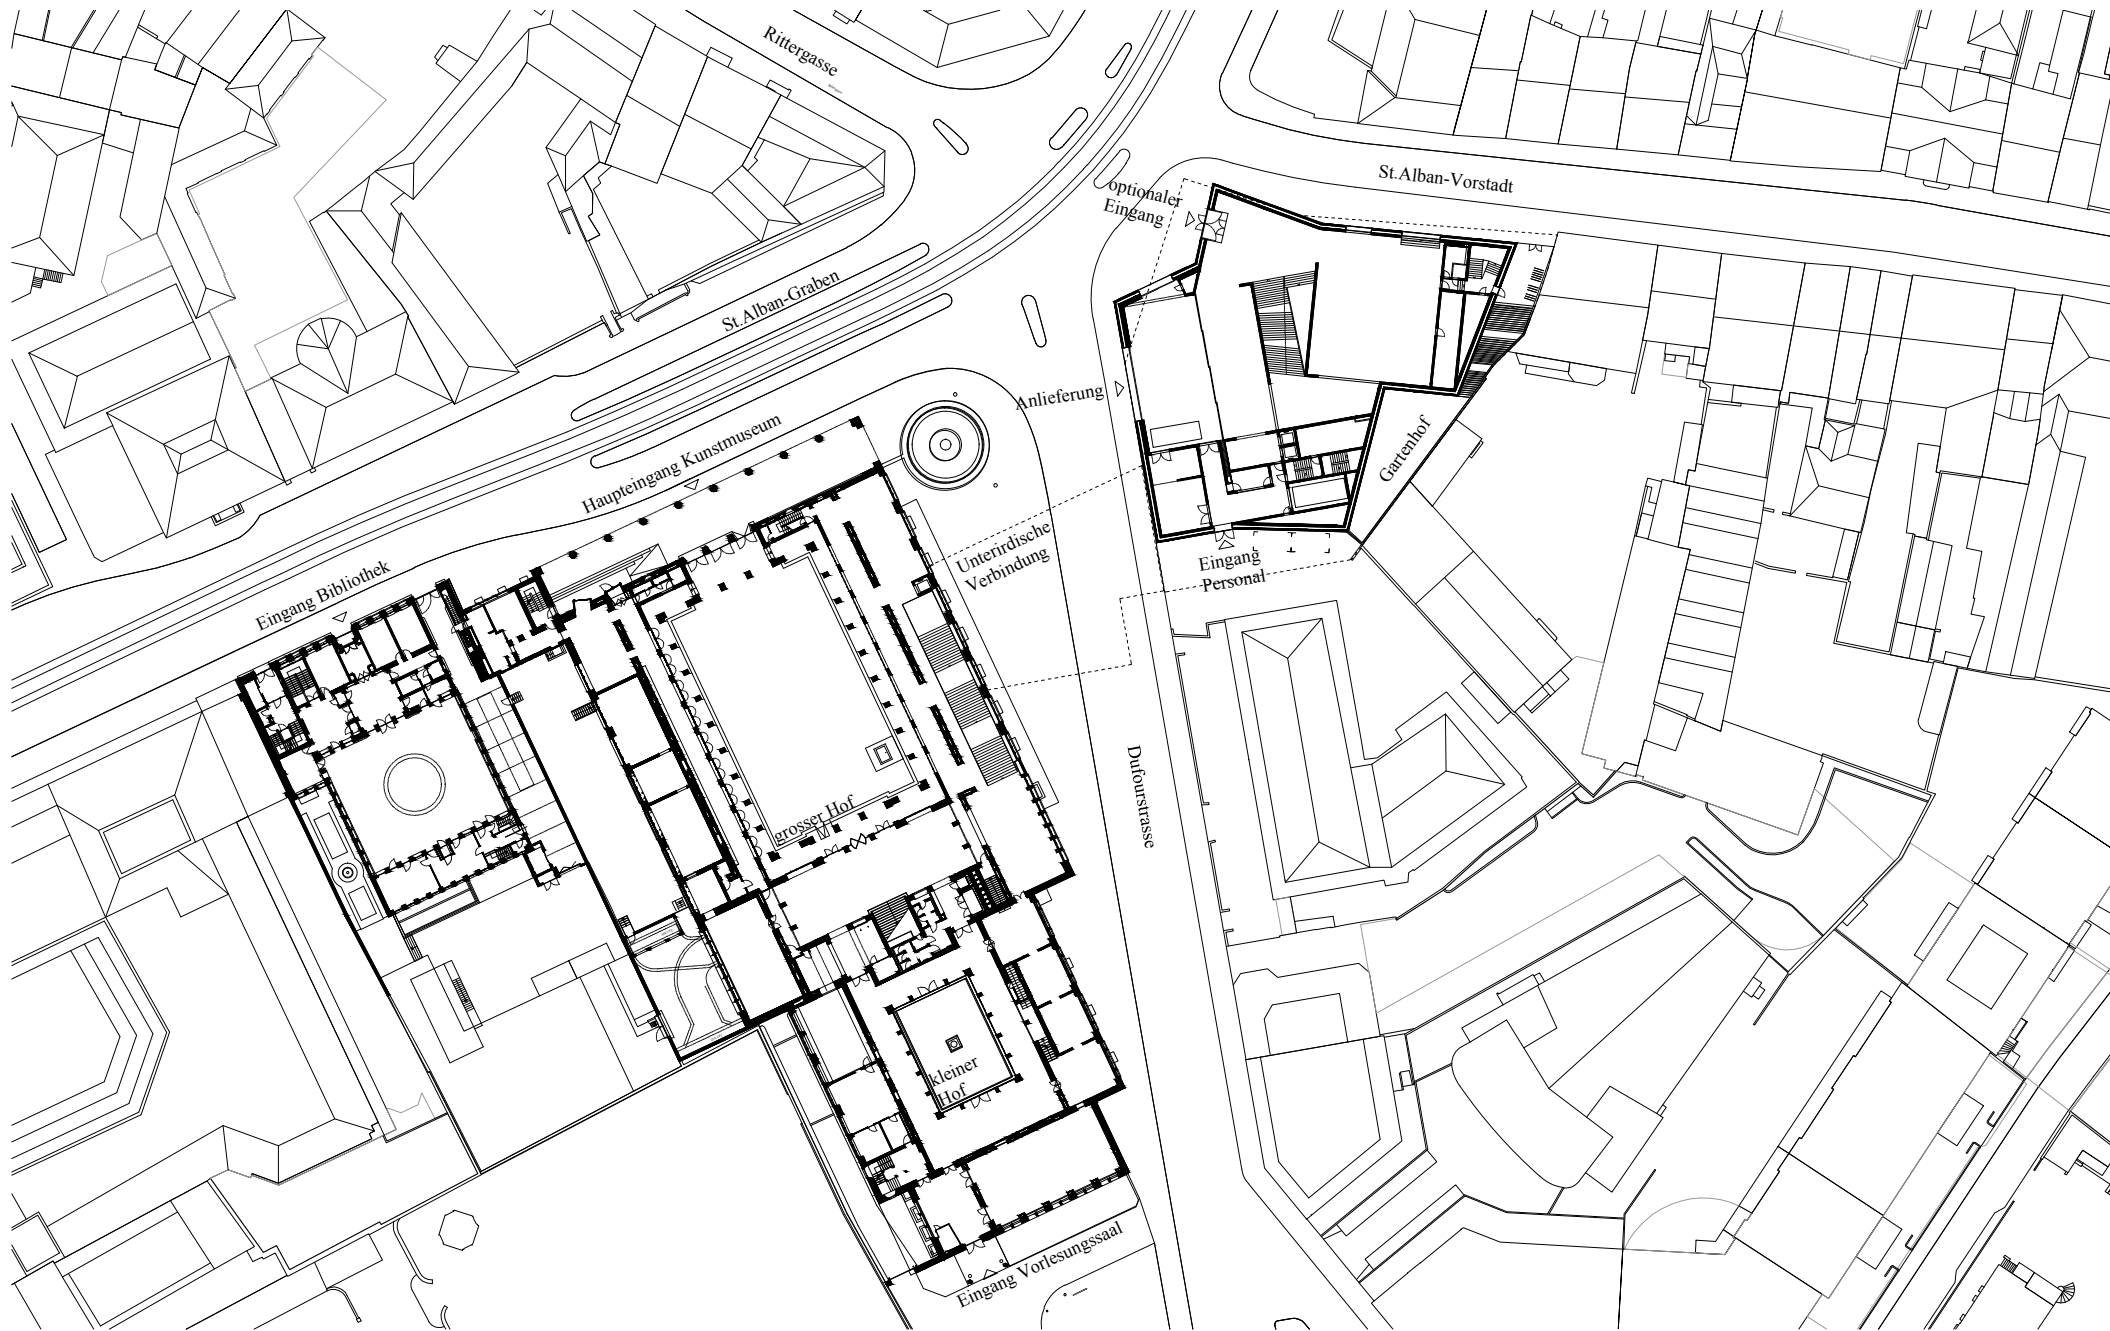 Rittergasse
St.Alban-Vorstadt
optionaler
Eingang
St.Alban-Graben
Anlieferung
Haupteingang Kunstmuseum
Gartenhof
Unterirdische
Verbindung
Eingang
Personal
Eingang Bibliothek
Dufourstrasse
grosser Hof
kleiner
Hof
Eingang Vorlesungssaal